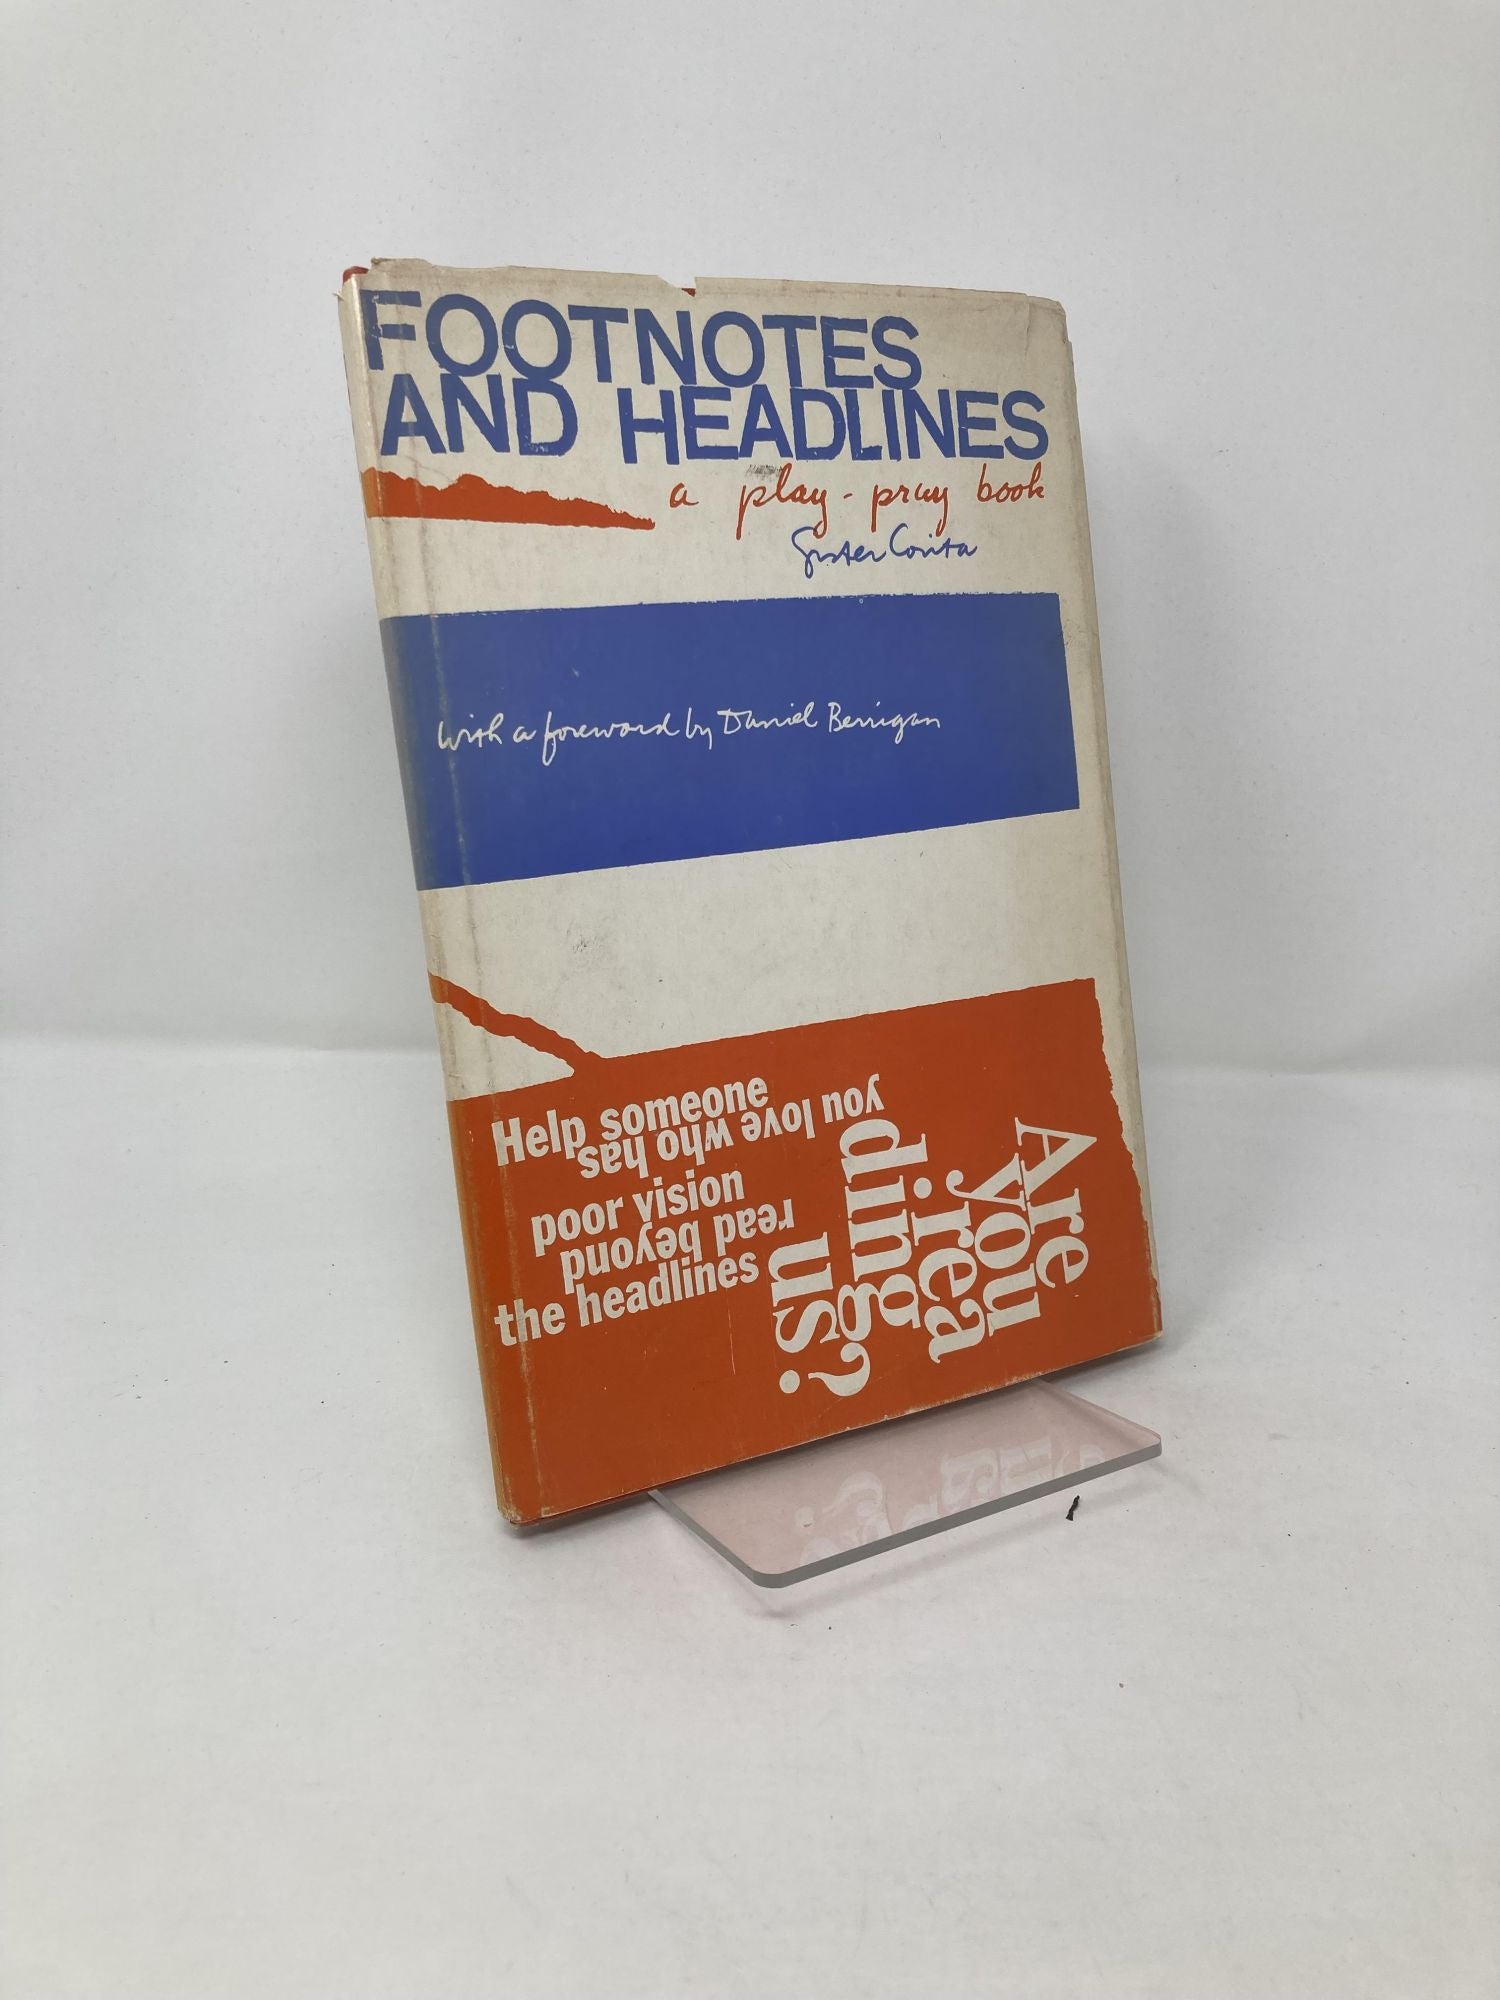 FOOTNOTES
AND HEADLINES
a play-pray book
Sister Corita
With a foreword by Daniel Berrigan
Help someone
you love who has
poor vision
read beyond
the headlines
Are
you
rea
ding
us?